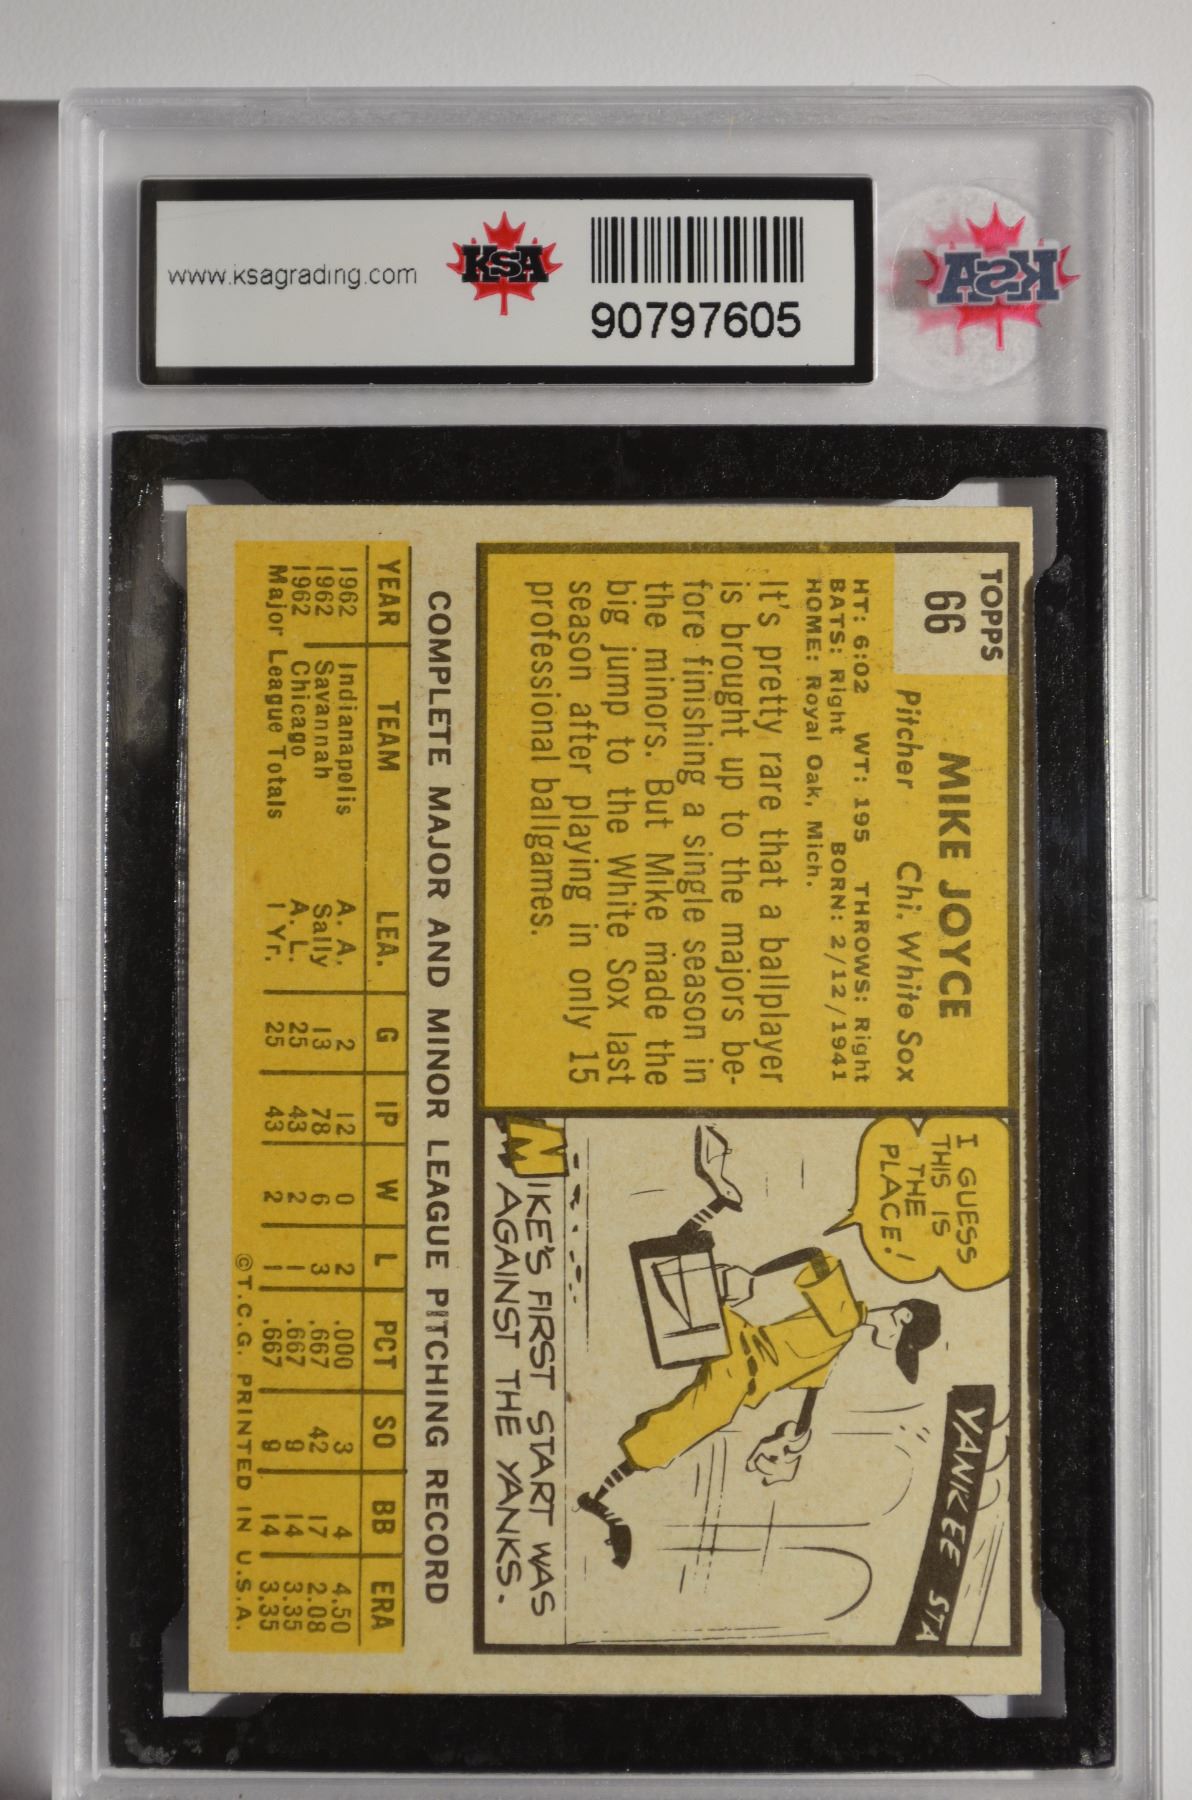 www.ksagrading.com
KSA
90797605
KSA
TOPPS
66
MIKE JOYCE
Pitcher Chi. White Sox
HT: 6:02 WT: 195 THROWS: Right
BATS: Right BORN: 2/12/1941
HOME: Royal Oak, Mich.
It's pretty rare that a ballplayer
is brought up to the majors be-
fore finishing a single season in
the minors. But Mike made the
big jump to the White Sox last
season after playing in only 15
professional ballgames.
I GUESS
THIS IS
THE
PLACE!
YANKEE STA
MIKE'S FIRST START WAS
AGAINST THE YANKS.
COMPLETE MAJOR AND MINOR LEAGUE PITCHING RECORD
YEAR TEAM LEA. G IP W L PCT SO BB ERA
1962 Indianapolis A. A. 2 12 0 2 .000 3 4 4.50
1962 Savannah Sally 13 78 6 3 .667 42 17 2.08
1962 Chicago A. L. 25 43 2 1 .667 9 14 3.35
Major League Totals 1 Yr. 25 43 2 1 .667 9 14 3.35
©T.C.G. PRINTED IN U.S.A.